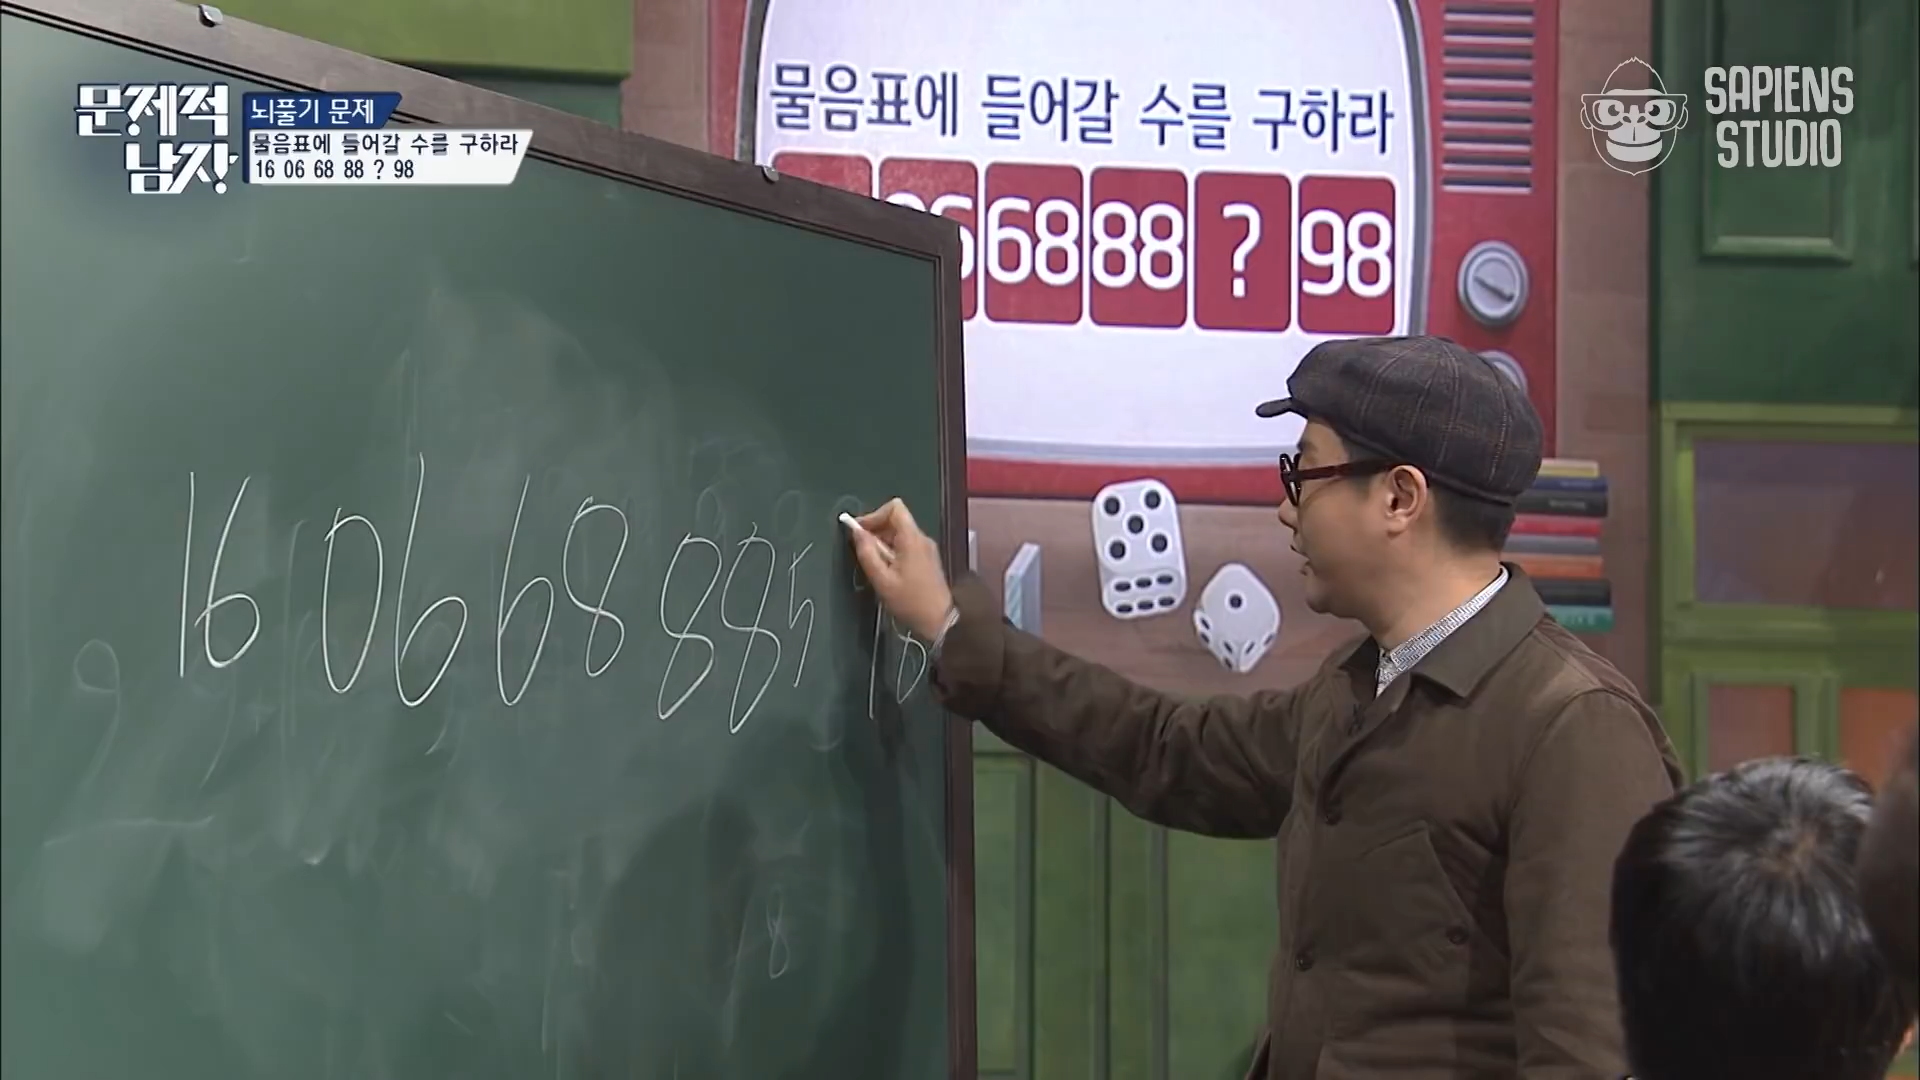 문제적
남자
뇌풀기 문제
물음표에 들어갈 수를 구하라
16 06 68 88 ? 98
SAPIENS
STUDIO
물음표에 들어갈 수를 구하라
06 68 88 ? 98
16 06 68 88
98